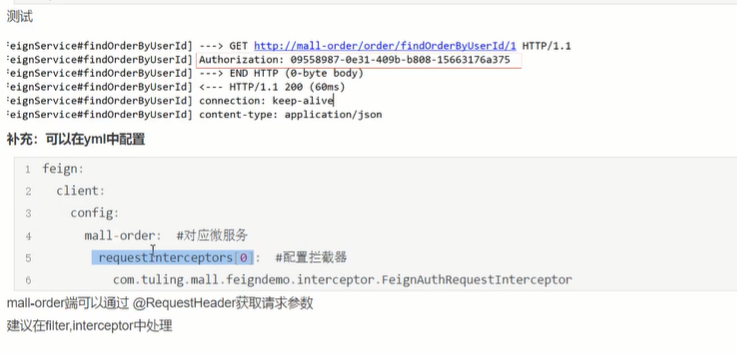 测试
FeignService#findOrderByUserId] ---> GET http://mall-order/order/findOrderByUserId/1 HTTP/1.1
FeignService#findOrderByUserId] Authorization: 09558987-0e31-409b-b808-15663176a375
FeignService#findOrderByUserId] ---> END HTTP (0-byte body)
FeignService#findOrderByUserId] <--- HTTP/1.1 200 (60ms)
FeignService#findOrderByUserId] connection: keep-alive
FeignService#findOrderByUserId] content-type: application/json
补充：可以在yml中配置
1 feign:
2 client:
3 config:
4 mall-order: #对应微服务
5 requestInterceptors[0]: #配置拦截器
6 com.tuling.mall.feigndemo.interceptor.FeignAuthRequestInterceptor
mall-order端可以通过 @RequestHeader获取请求参数
建议在filter,interceptor中处理